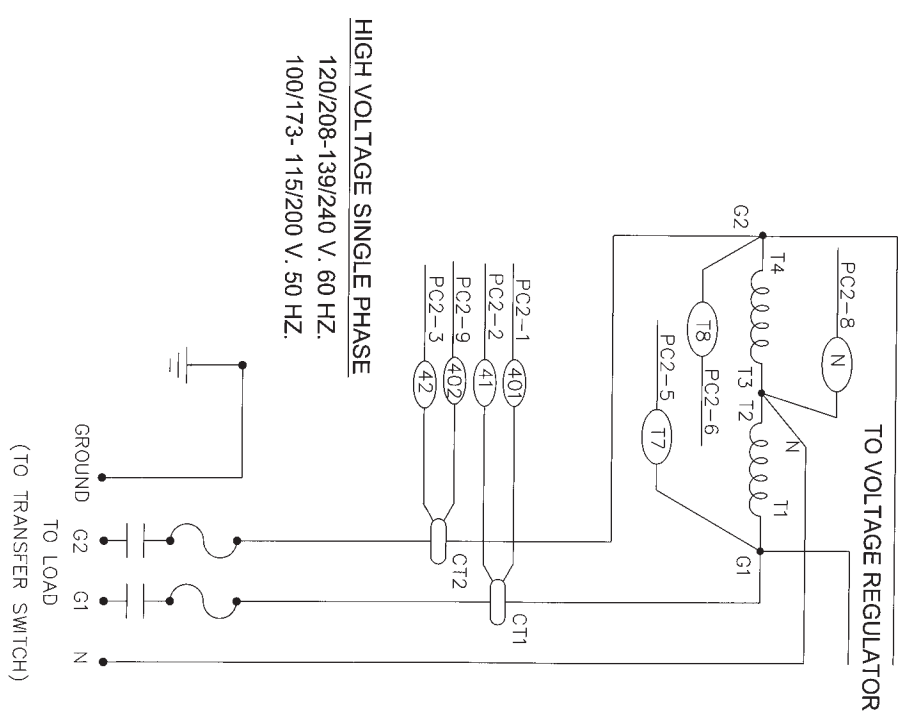 HIGH VOLTAGE SINGLE PHASE
120/208-139/240 V. 60 HZ.
100/173- 115/200 V. 50 HZ.
TO VOLTAGE REGULATOR
G2
T4
T3
T2
T1
G1
N
PC2-8
N
T8
PC2-6
PC2-5
T7
PC2-1
401
PC2-2
41
PC2-9
402
PC2-3
42
CT1
CT2
GROUND
G2
G1
N
TO LOAD
(TO TRANSFER SWITCH)